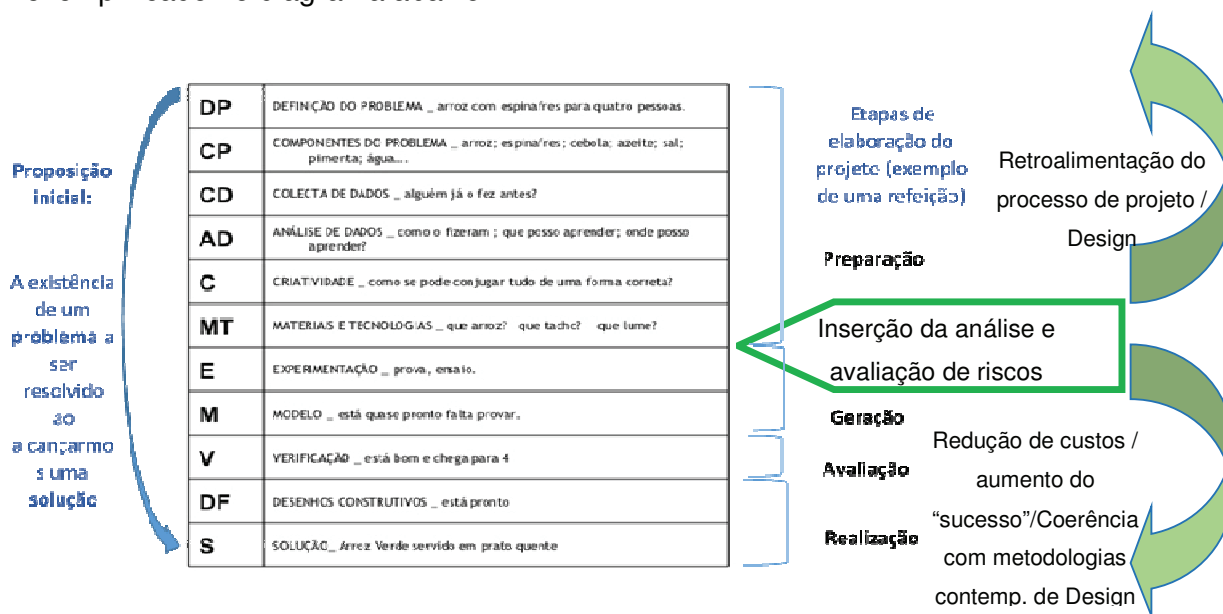 Proposição
inicial:
A existência
de um
problema a
ser
resolvido
ao
alcançarmo
s uma
solução
DP
DEFINIÇÃO DO PROBLEMA _ arroz com espinafres para quatro pessoas.
CP
COMPONENTES DO PROBLEMA _ arroz; espinafres; cebola; azeite; sal;
pimenta; água....
CD
COLECTA DE DADOS _ alguém já o fez antes?
AD
ANÁLISE DE DADOS _ como o fizeram ; que posso aprender; onde posso
aprender?
C
CRIATIVIDADE _ como se pode conjugar tudo de uma forma correta?
MT
MATERIAIS E TECNOLOGIAS _ que arroz? que tacho? que lume?
E
EXPERIMENTAÇÃO _ prova, ensaio.
M
MODELO _ está quase pronto falta provar.
V
VERIFICAÇÃO _ está bom e chega para 4
DF
DESENHOS CONSTRUTIVOS _ está pronto
S
SOLUÇÃO_ Arroz Verde servido em prato quente
Etapas de
elaboração do
projeto (exemplo
de uma refeição)
Preparação
Geração
Avaliação
Realização
Retroalimentação do
processo de projeto /
Design
Inserção da análise e
avaliação de riscos
Redução de custos /
aumento do
“sucesso”/Coerência
com metodologias
contemp. de Design